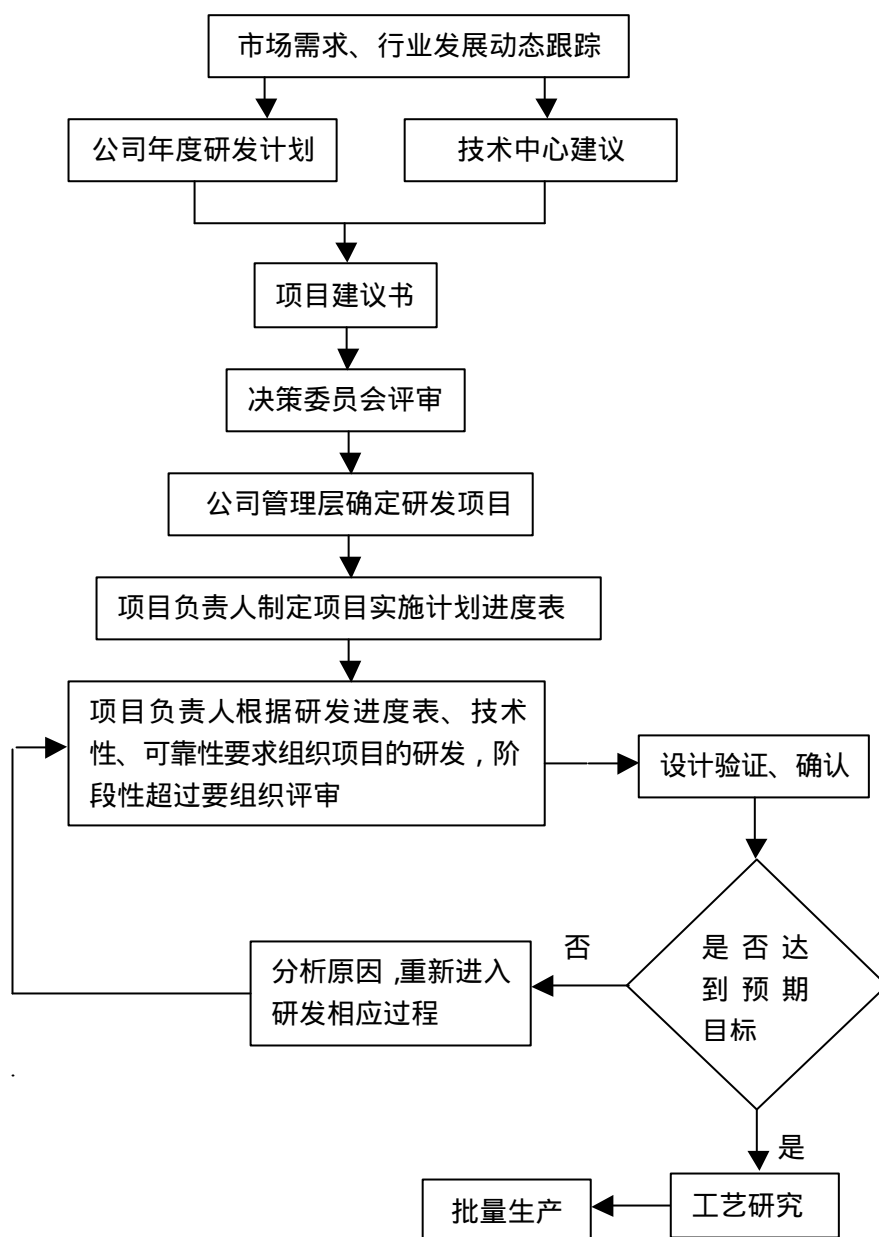 市场需求、行业发展动态跟踪
公司年度研发计划
技术中心建议
项目建议书
决策委员会评审
公司管理层确定研发项目
项目负责人制定项目实施计划进度表
项目负责人根据研发进度表、技术
性、可靠性要求组织项目的研发，阶
段性超过要组织评审
设计验证、确认
是否达
到预期
目标
否
分析原因，重新进入
研发相应过程
是
工艺研究
批量生产